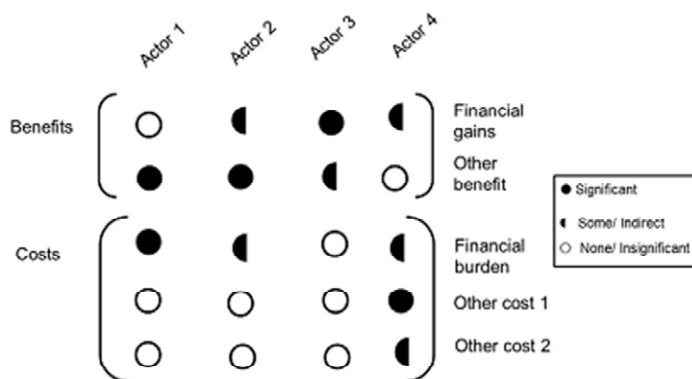 Actor 1
Actor 2
Actor 3
Actor 4
Benefits
Financial
gains
Other
benefit
Significant
Some/ Indirect
None/ Insignificant
Costs
Financial
burden
Other cost 1
Other cost 2